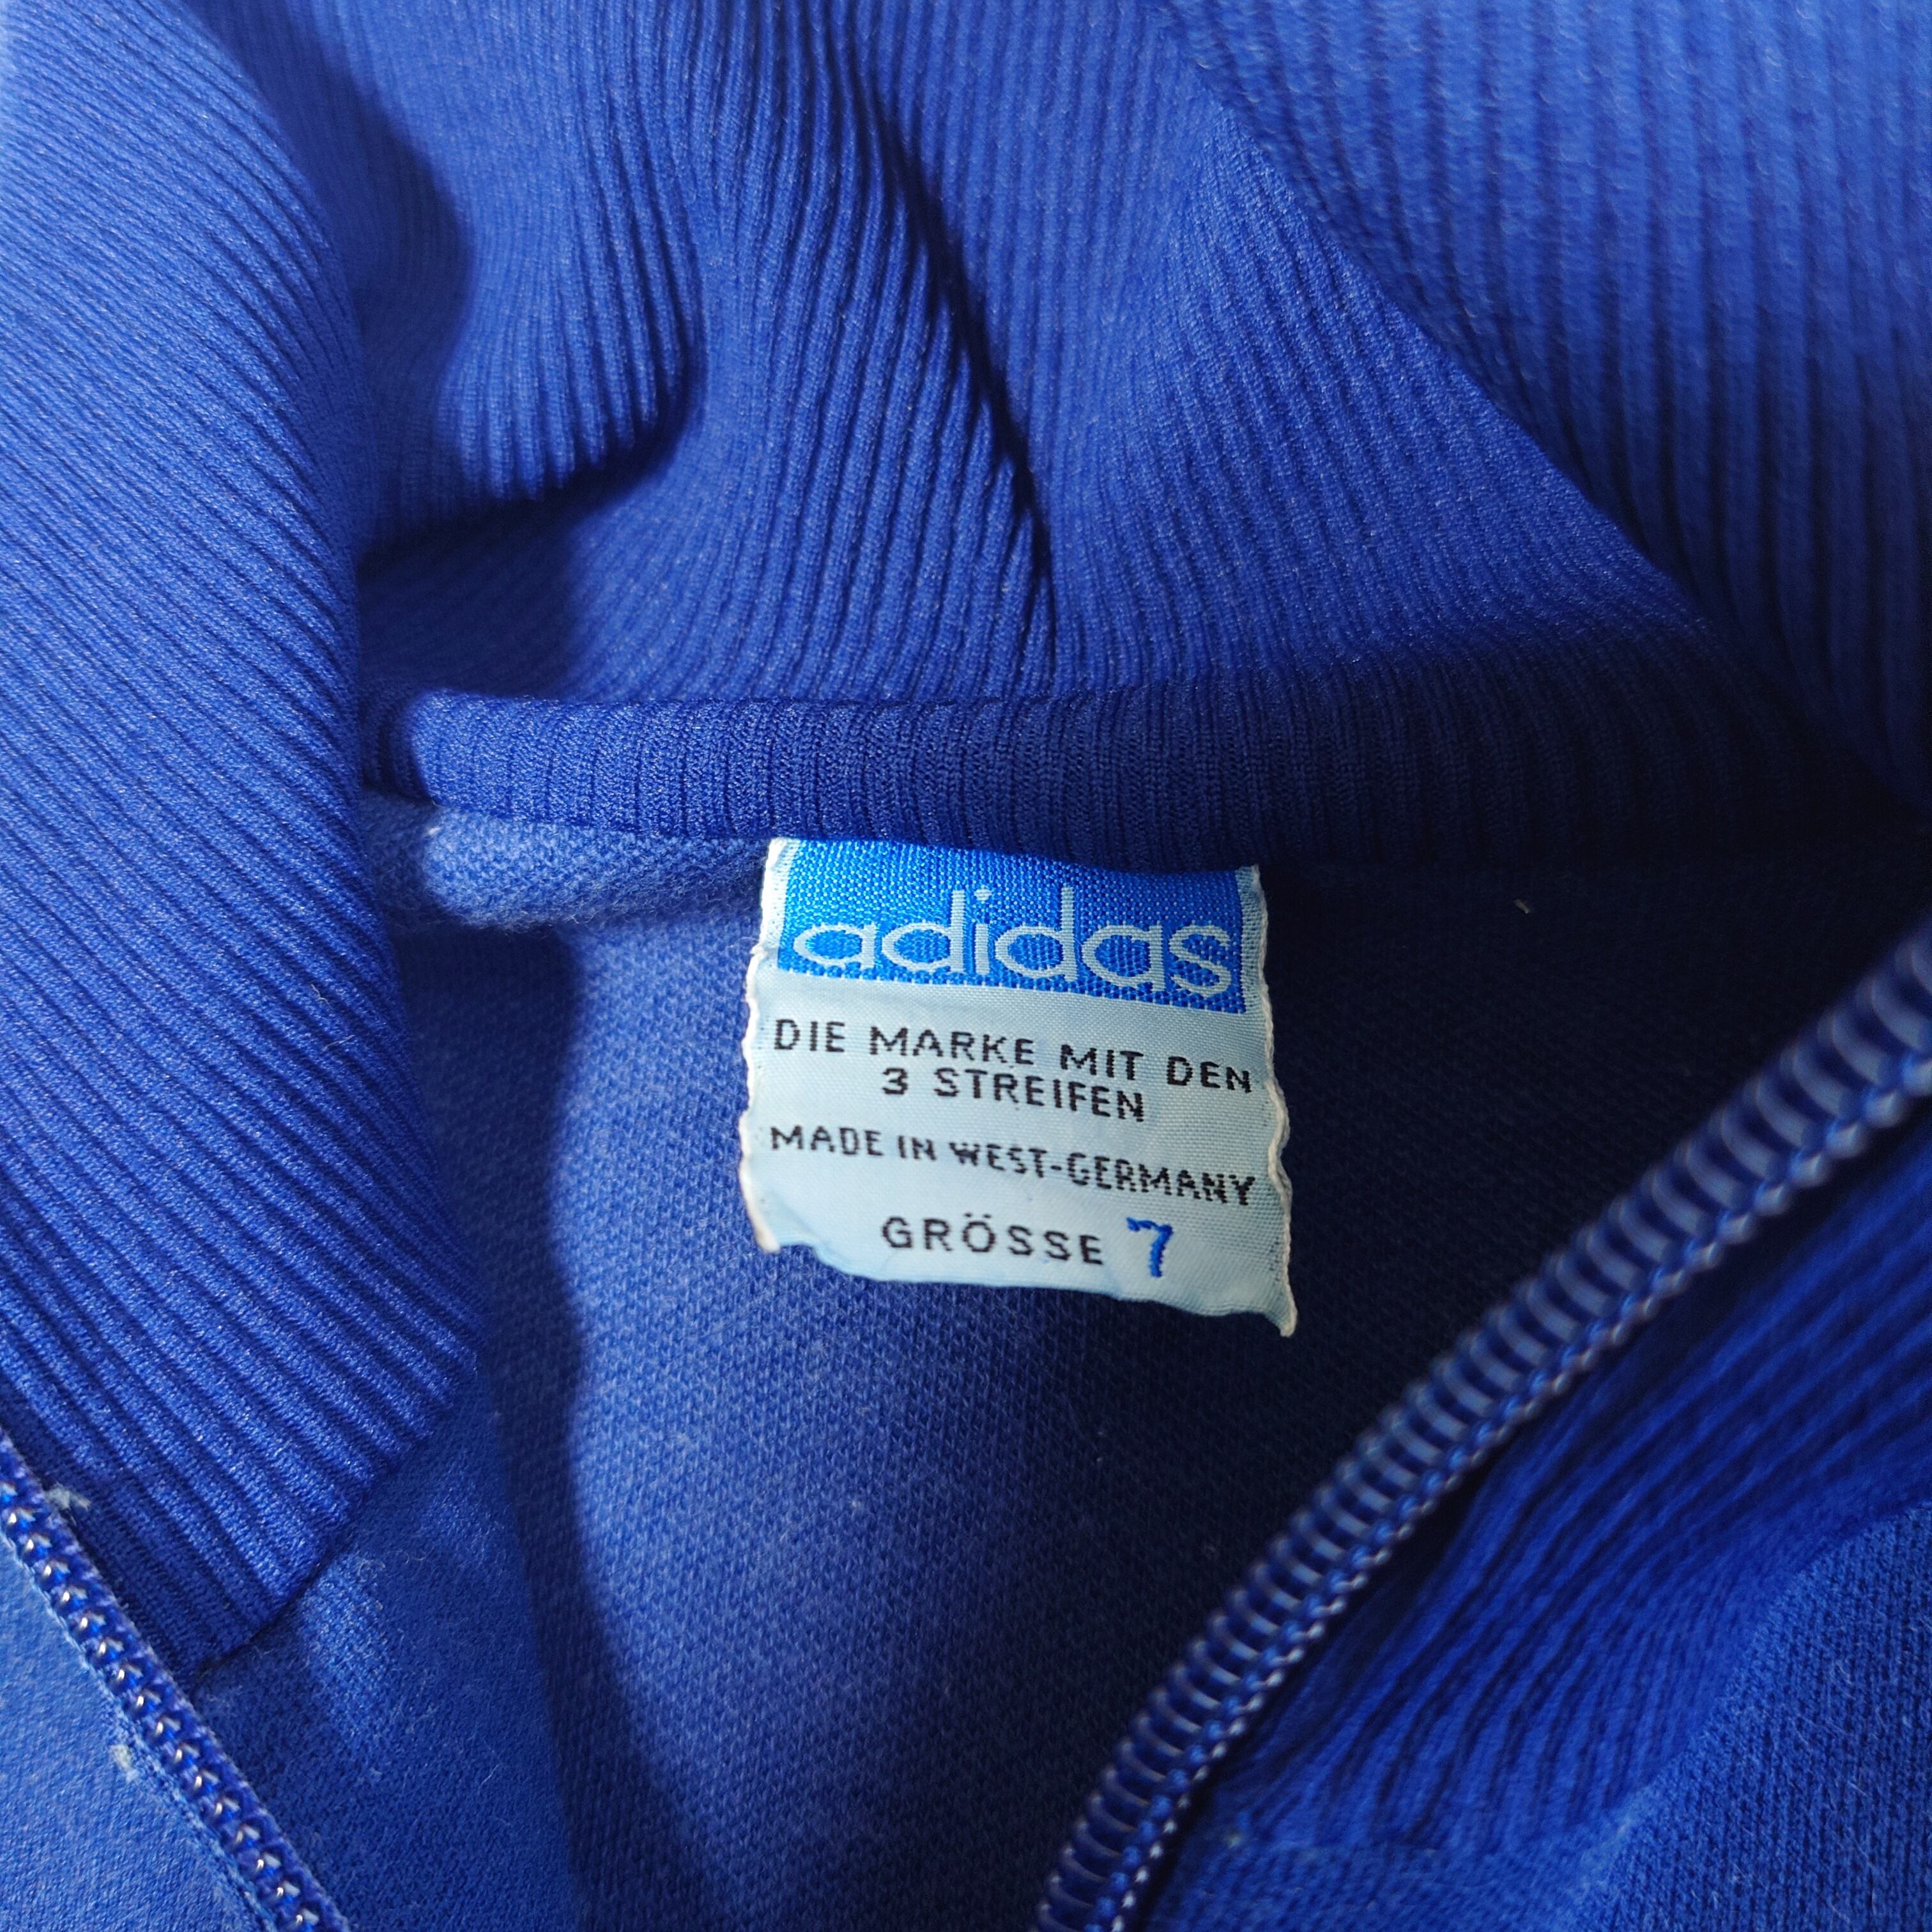 adidas
DIE MARKE MIT DEN
3 STREIFEN
MADE IN WEST-GERMANY
GRÖSSE 7